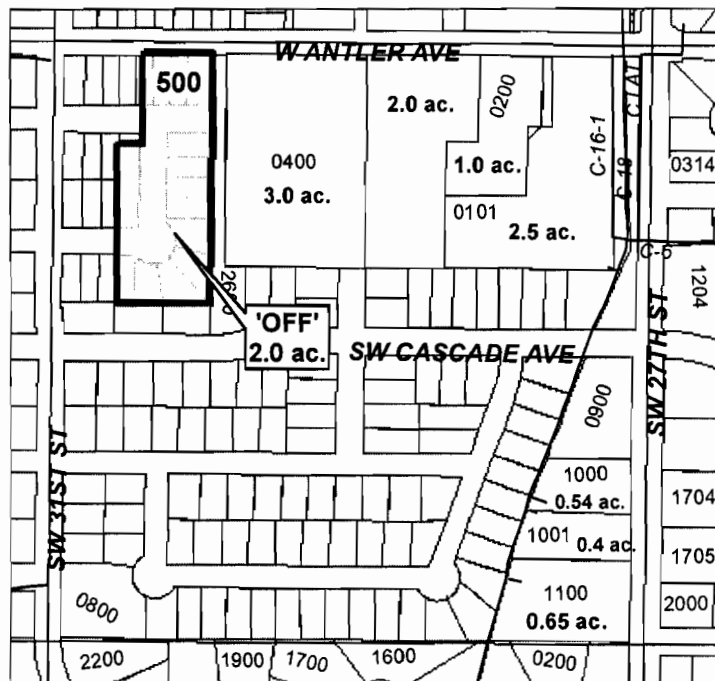 W ANTLER AVE
500
2.0 ac.
0200
C-16-1
C-18
0400
3.0 ac.
1.0 ac.
0314
0101
2.5 ac.
C-6
1204
'OFF'
2.0 ac.
SW CASCADE AVE
SW 27TH ST
0900
SW 31ST ST
1000
0.54 ac.
1704
1001 0.4 ac.
1705
1100
0.65 ac.
2000
0800
2200
1900
1700
1600
0200